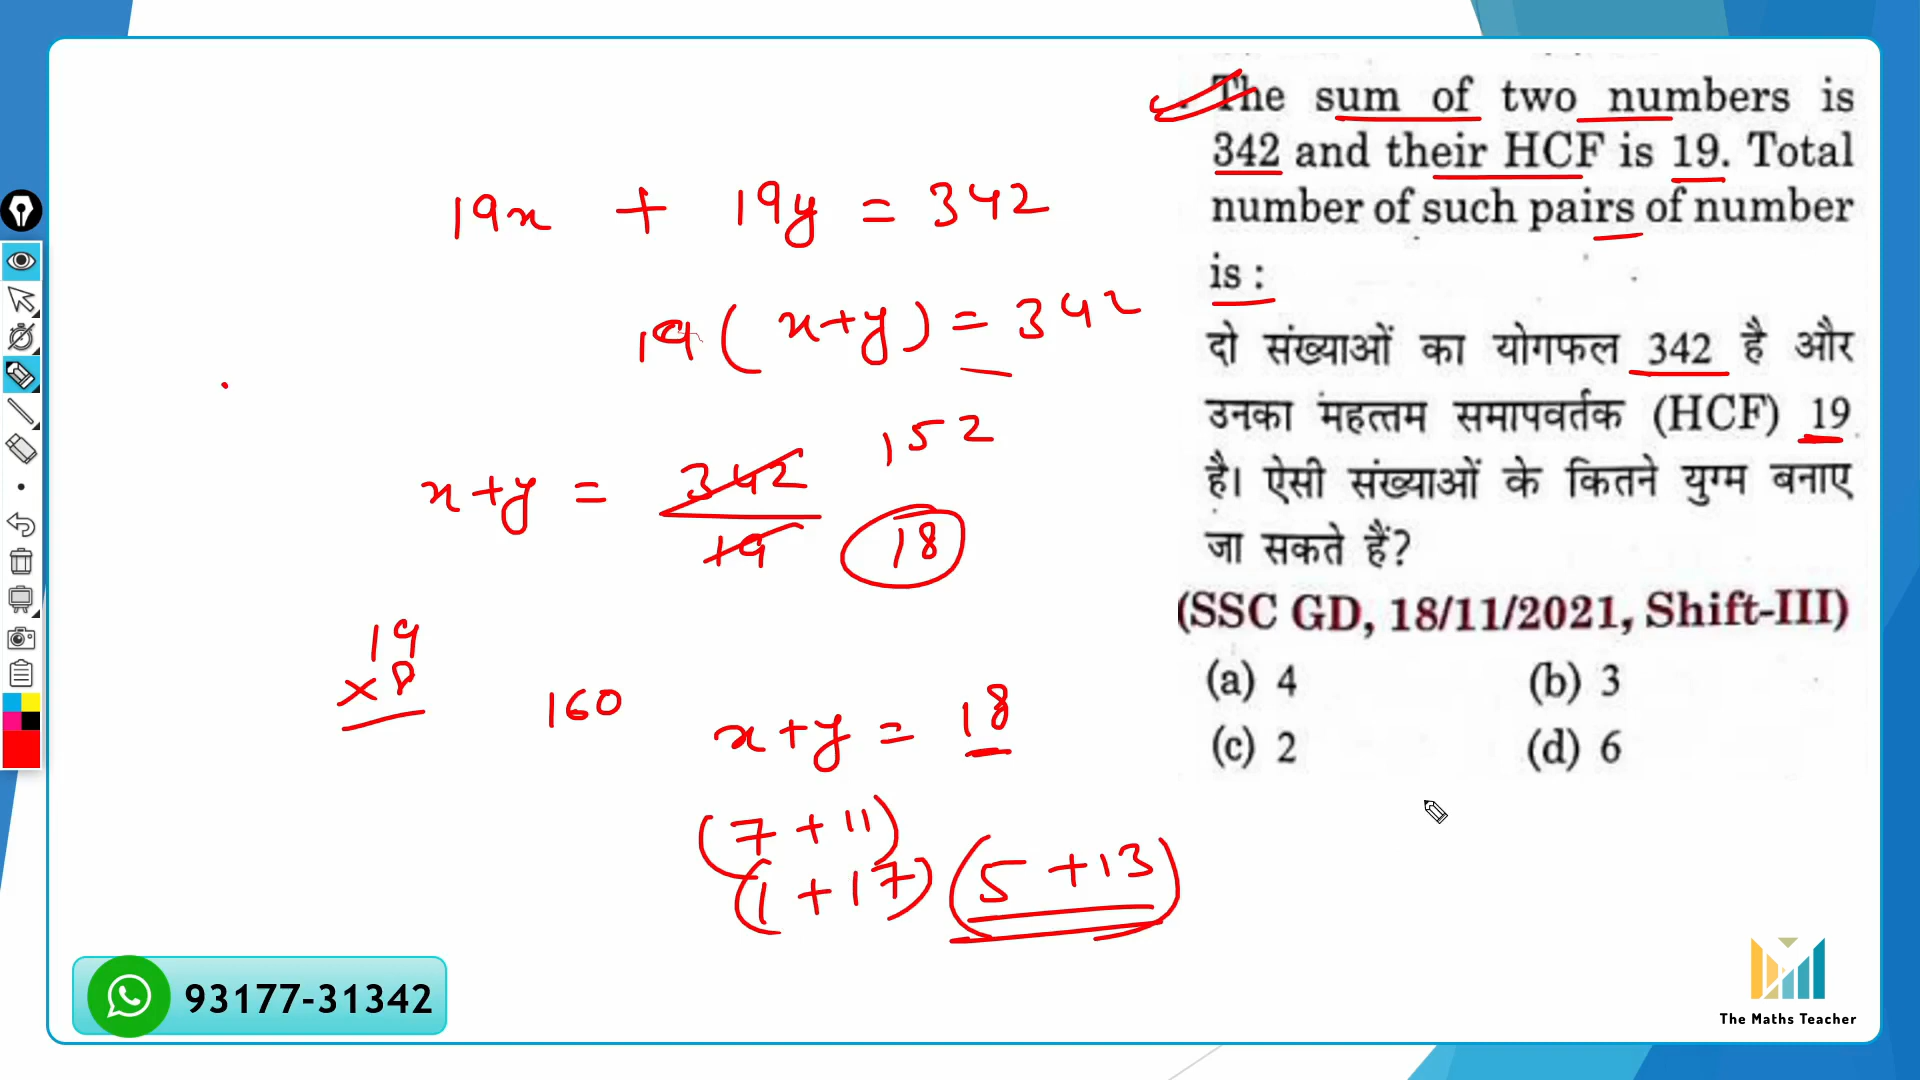 The sum of two numbers is
342 and their HCF is 19. Total
number of such pairs of number
is :
दो संख्याओं का योगफल 342 है और
उनका महत्तम समापवर्तक (HCF) 19
है। ऐसी संख्याओं के कितने युग्म बनाए
जा सकते हैं?
(SSC GD, 18/11/2021, Shift-III)
(a) 4 (b) 3
(c) 2 (d) 6
19x + 19y = 342
19 ( x+y ) = 342
152
x+y = 342
19 18
19
x 8
160
x+y = 18
(7 + 11)
(1 + 17) (5 + 13)
93177-31342
The Maths Teacher